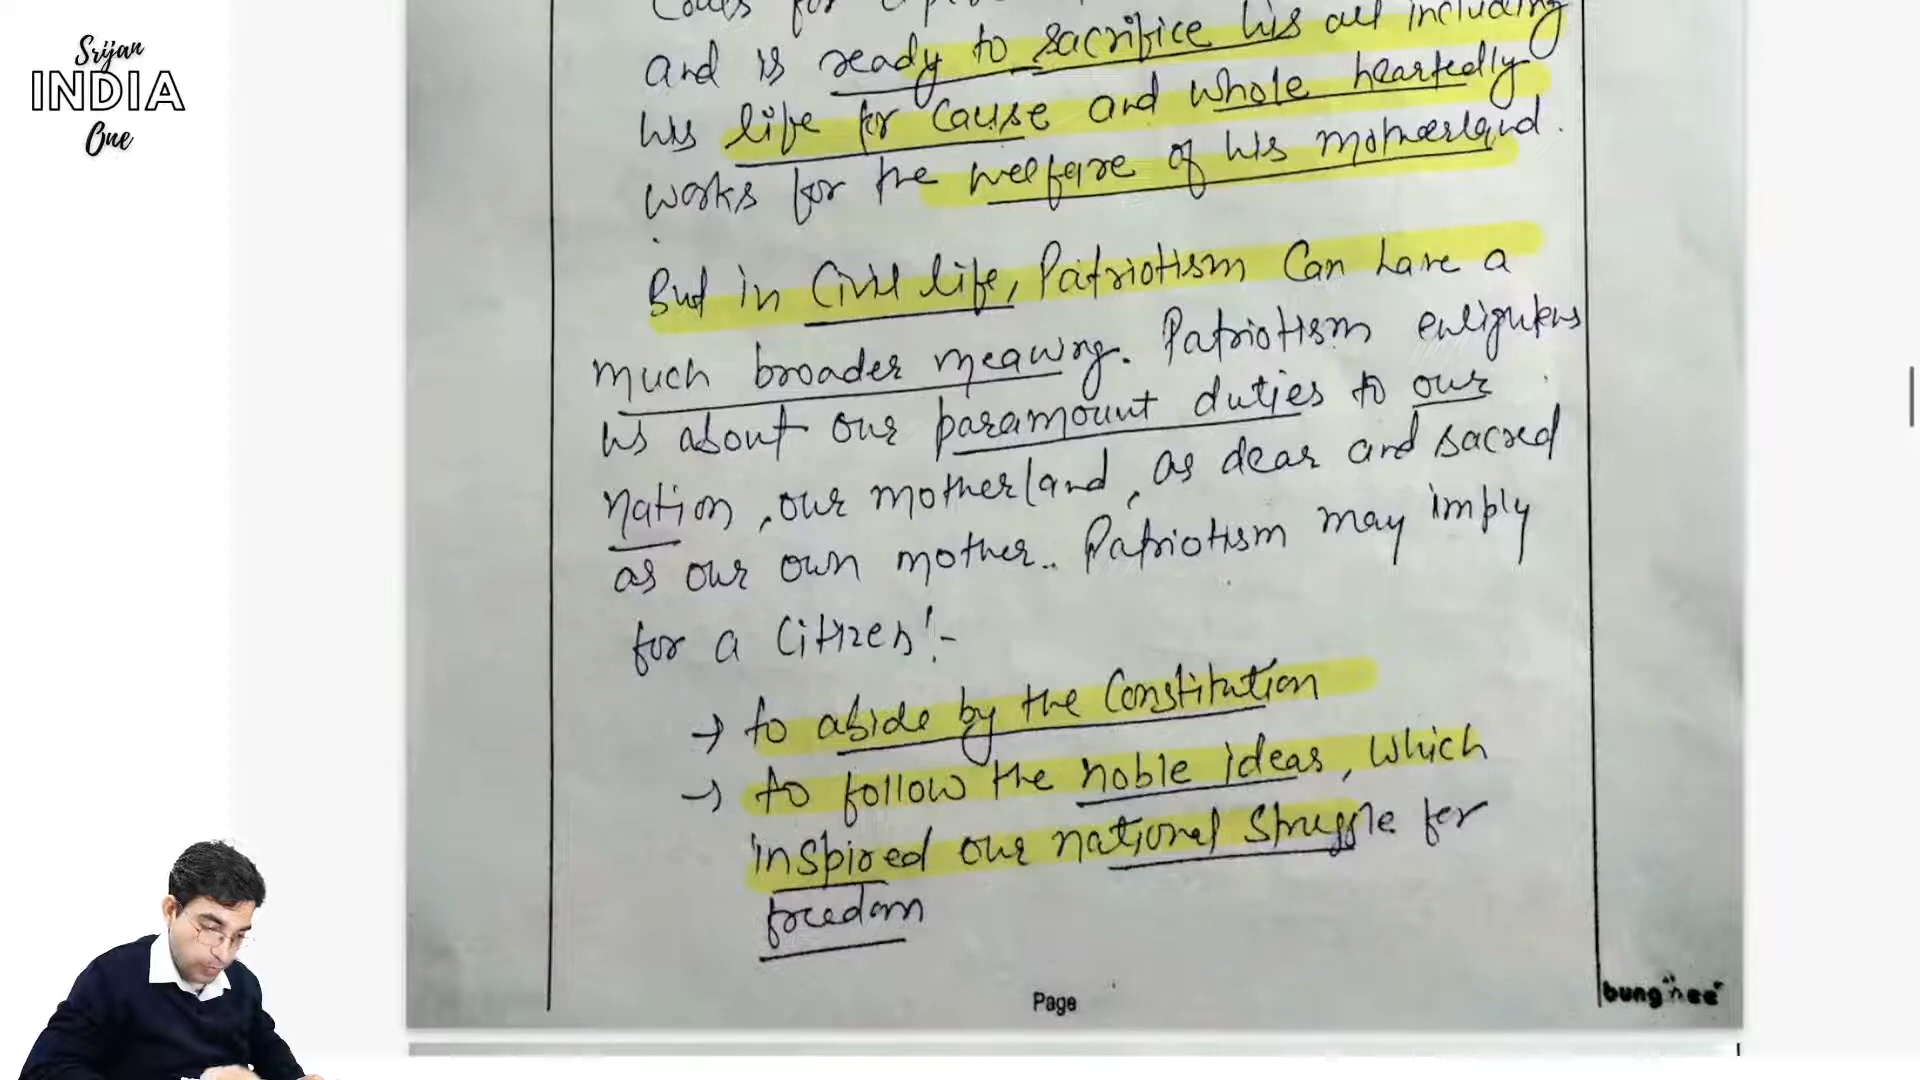 Srijan
INDIA
One
and is ready to sacrifice his all including
his life for cause and whole heartedly
works for the welfare of his motherland.
But in Civil life, Patriotism Can have a
much broader meaning. Patriotism enlightens
us about our paramount duties to our
nation, our motherland, as dear and sacred
as our own mother.. Patriotism may imply
for a Citizen:-
→ to abide by the Constitution
→ to follow the noble ideas, which
inspired our national struggle for
freedom
Page